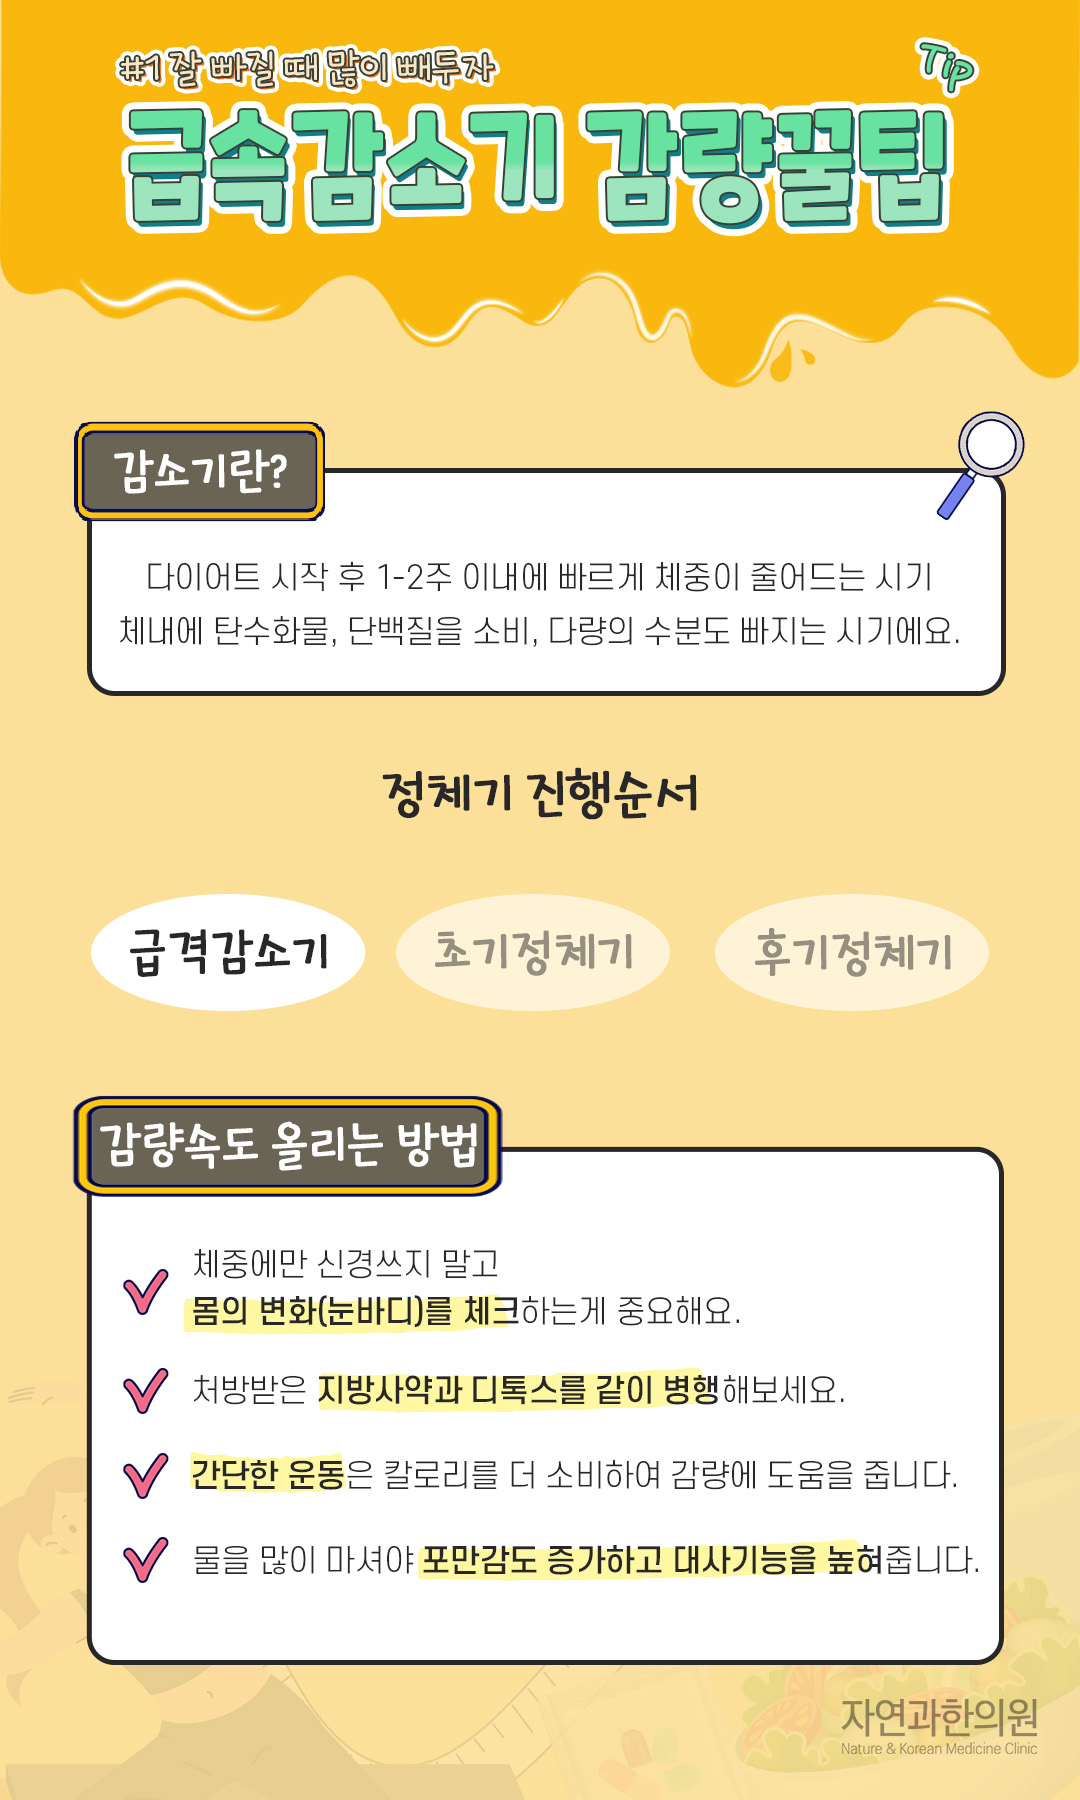 #1 잘 빠질 때 많이 빼두자
Tip
급속감소기 감량꿀팁
감소기란?
다이어트 시작 후 1-2주 이내에 빠르게 체중이 줄어드는 시기
체내에 탄수화물, 단백질을 소비, 다량의 수분도 빠지는 시기에요.
정체기 진행순서
급격감소기
초기정체기
후기정체기
감량속도 올리는 방법
체중에만 신경쓰지 말고
몸의 변화(눈바디)를 체크하는게 중요해요.
처방받은 지방사약과 디톡스를 같이 병행해보세요.
간단한 운동은 칼로리를 더 소비하여 감량에 도움을 줍니다.
물을 많이 마셔야 포만감도 증가하고 대사기능을 높혀줍니다.
자연과한의원
Nature & Korean Medicine Clinic